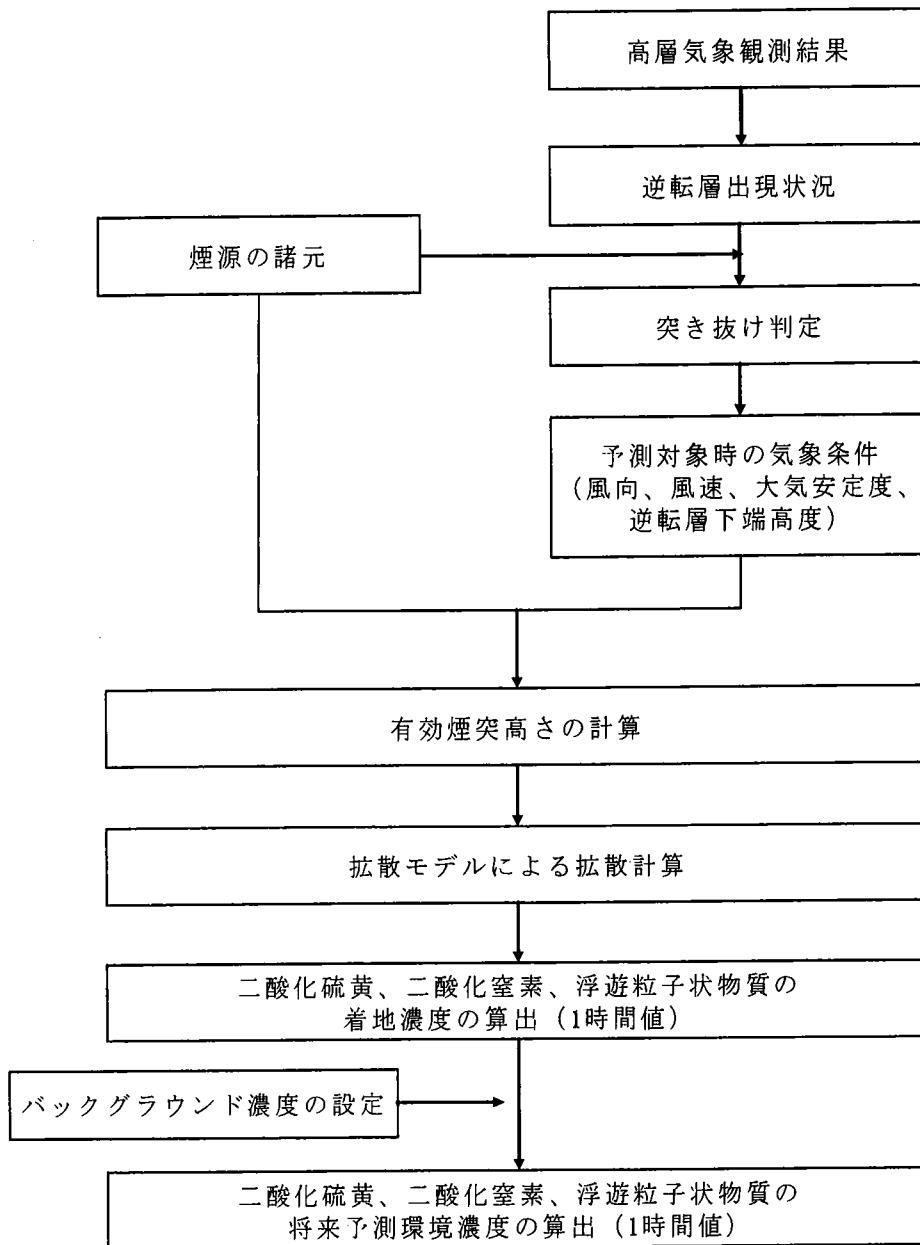 高層気象観測結果
逆転層出現状況
煙源の諸元
突き抜け判定
予測対象時の気象条件
(風向、風速、大気安定度、
逆転層下端高度)
有効煙突高さの計算
拡散モデルによる拡散計算
二酸化硫黄、二酸化窒素、浮遊粒子状物質の
着地濃度の算出(1時間値)
バックグラウンド濃度の設定
二酸化硫黄、二酸化窒素、浮遊粒子状物質の
将来予測環境濃度の算出(1時間値)